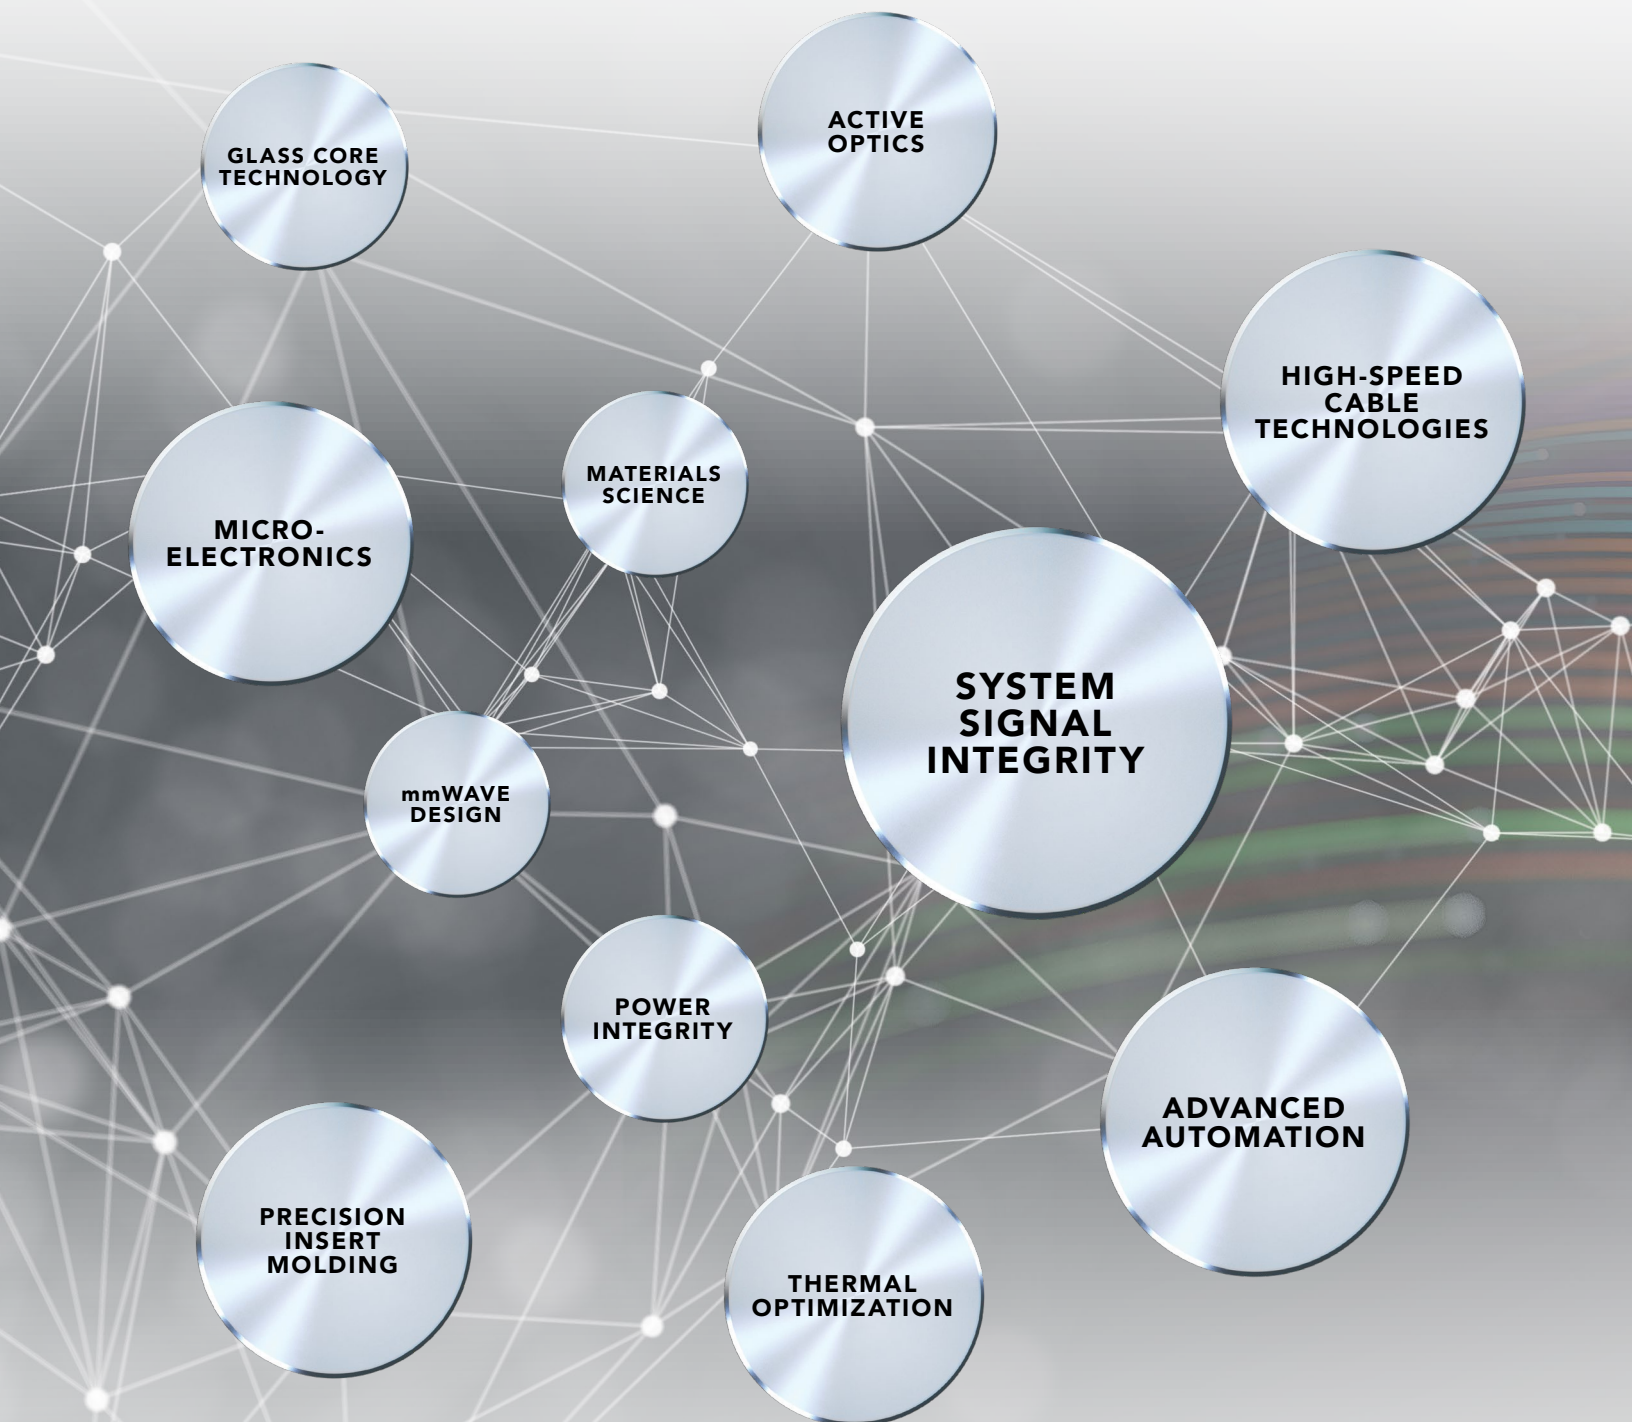 ACTIVE
OPTICS
GLASS CORE
TECHNOLOGY
HIGH-SPEED
CABLE
TECHNOLOGIES
MATERIALS
SCIENCE
MICRO-
ELECTRONICS
SYSTEM
SIGNAL
INTEGRITY
mmWAVE
DESIGN
POWER
INTEGRITY
ADVANCED
AUTOMATION
PRECISION
INSERT
MOLDING
THERMAL
OPTIMIZATION